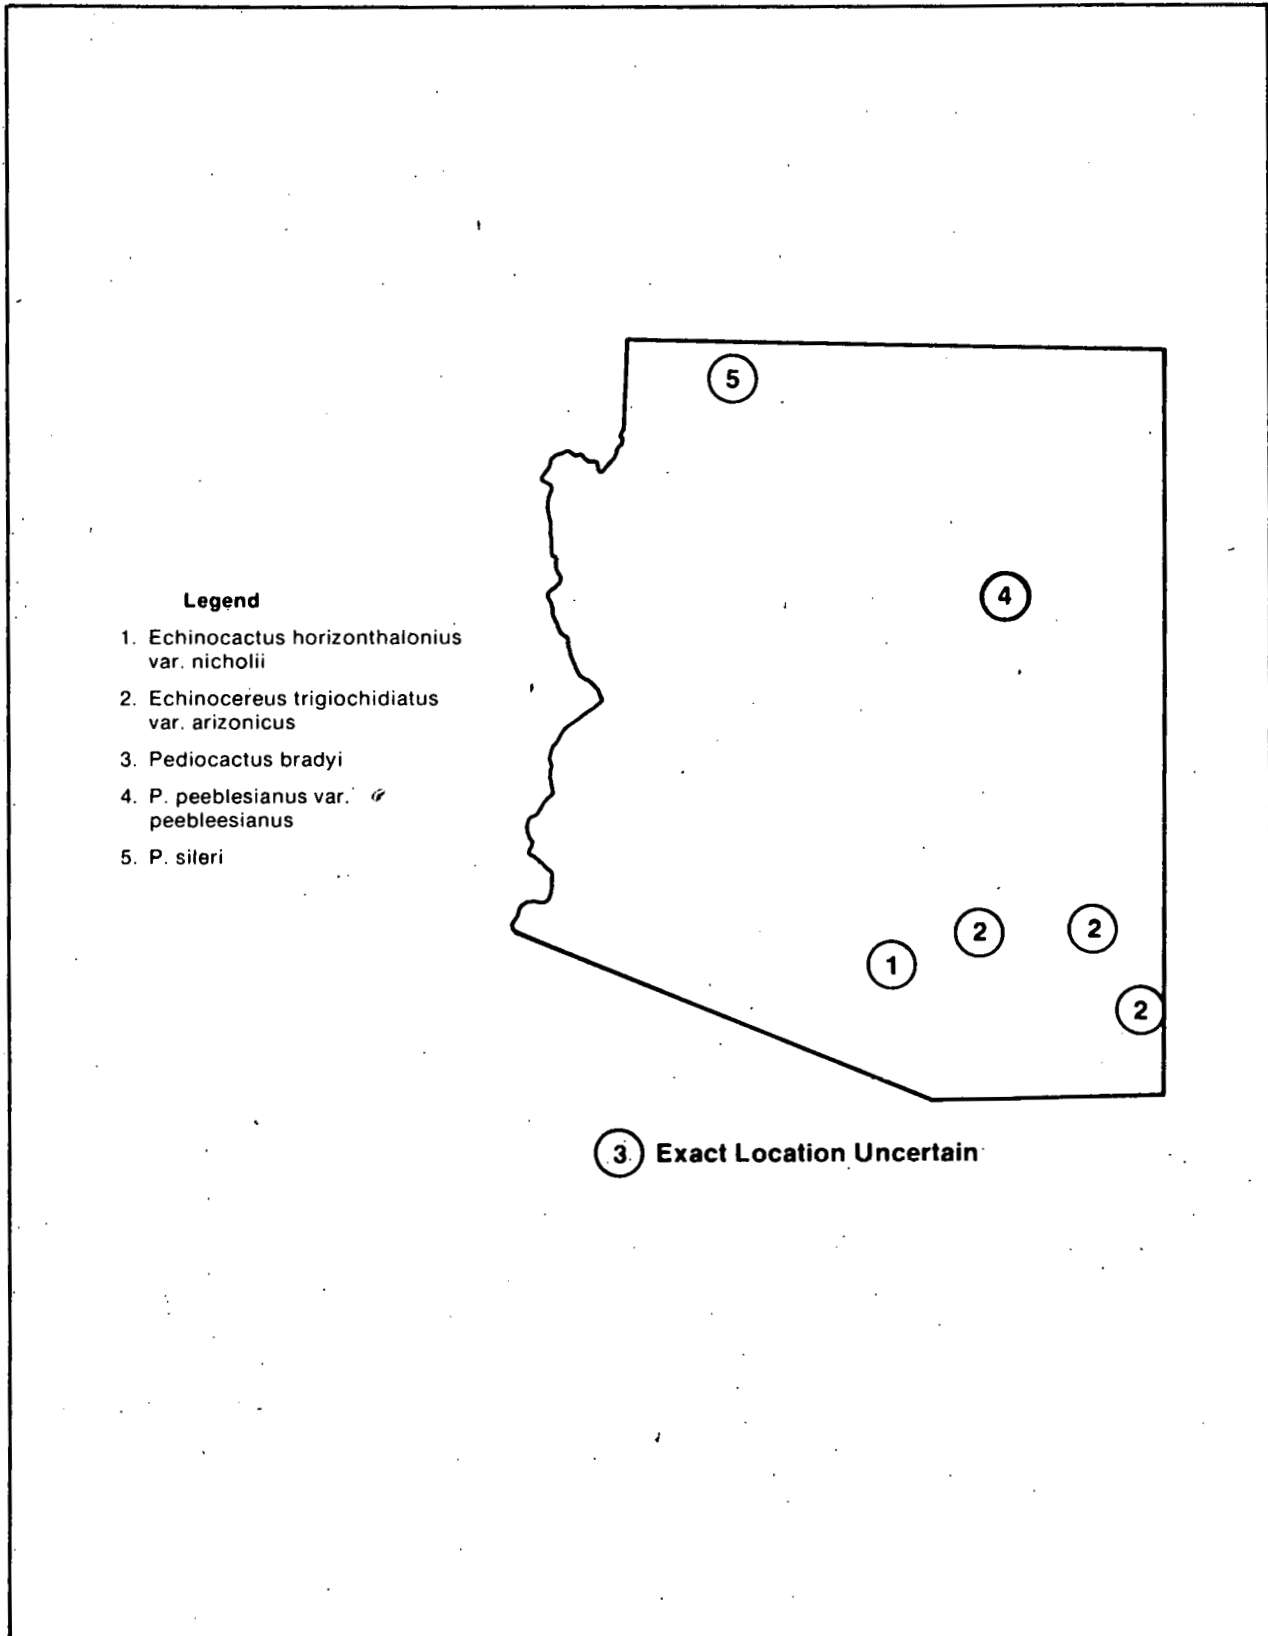 5
4
Legend
1. Echinocactus horizonthalonius
var. nicholii
2. Echinocereus trigiochidiatus
var. arizonicus
3. Pediocactus bradyi
4. P. peeblesianus var.
peebleesianus
5. P. sileri
2
2
1
2
3 Exact Location Uncertain